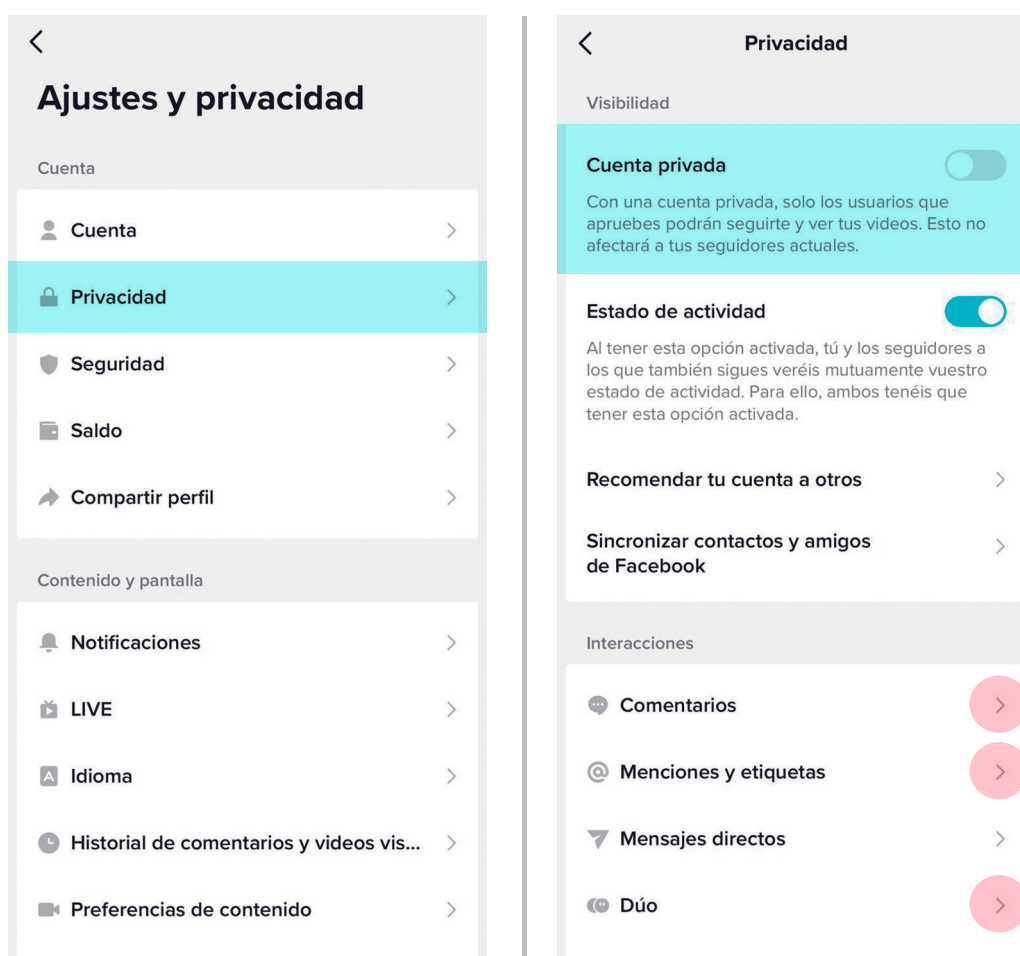 Ajustes y privacidad
Cuenta
Cuenta
Privacidad
Seguridad
Saldo
Compartir perfil
Contenido y pantalla
Notificaciones
LIVE
Idioma
Historial de comentarios y videos vis...
Preferencias de contenido
Privacidad
Visibilidad
Cuenta privada
Con una cuenta privada, solo los usuarios que
apruebes podrán seguirte y ver tus videos. Esto no
afectará a tus seguidores actuales.
Estado de actividad
Al tener esta opción activada, tú y los seguidores a
los que también sigues veréis mutuamente vuestro
estado de actividad. Para ello, ambos tenéis que
tener esta opción activada.
Recomendar tu cuenta a otros
Sincronizar contactos y amigos
de Facebook
Interacciones
Comentarios
Menciones y etiquetas
Mensajes directos
Dúo